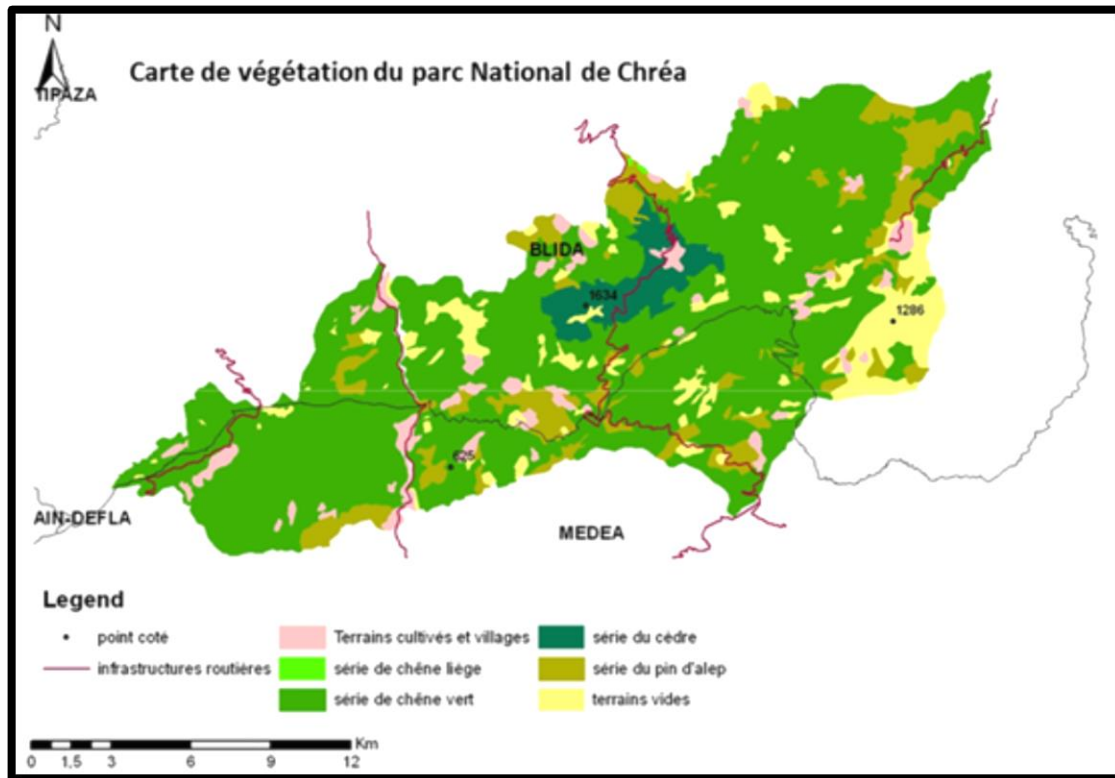 N
TIPAZA
Carte de végétation du parc National de Chréa
BLIDA
1634
1286
625
AIN-DEFLA
MEDEA
Legend
point coté
infrastructures routières
Terrains cultivés et villages
série de chêne liège
série de chêne vert
série du cèdre
série du pin d'alep
terrains vides
Km
0 1,5 3 6 9 12